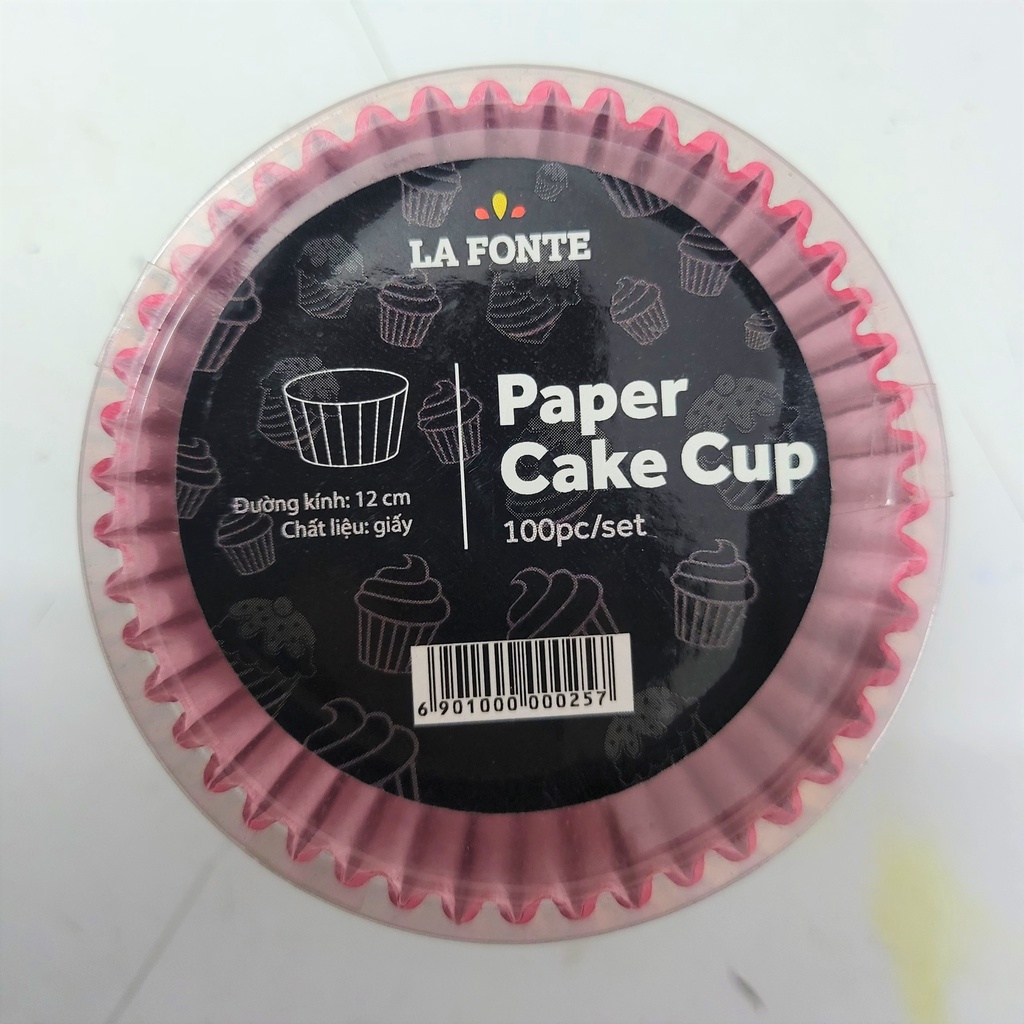 LA FONTE
Paper
Cake Cup
100pc/set
Đường kính: 12 cm
Chất liệu: giấy
6 901000 000257